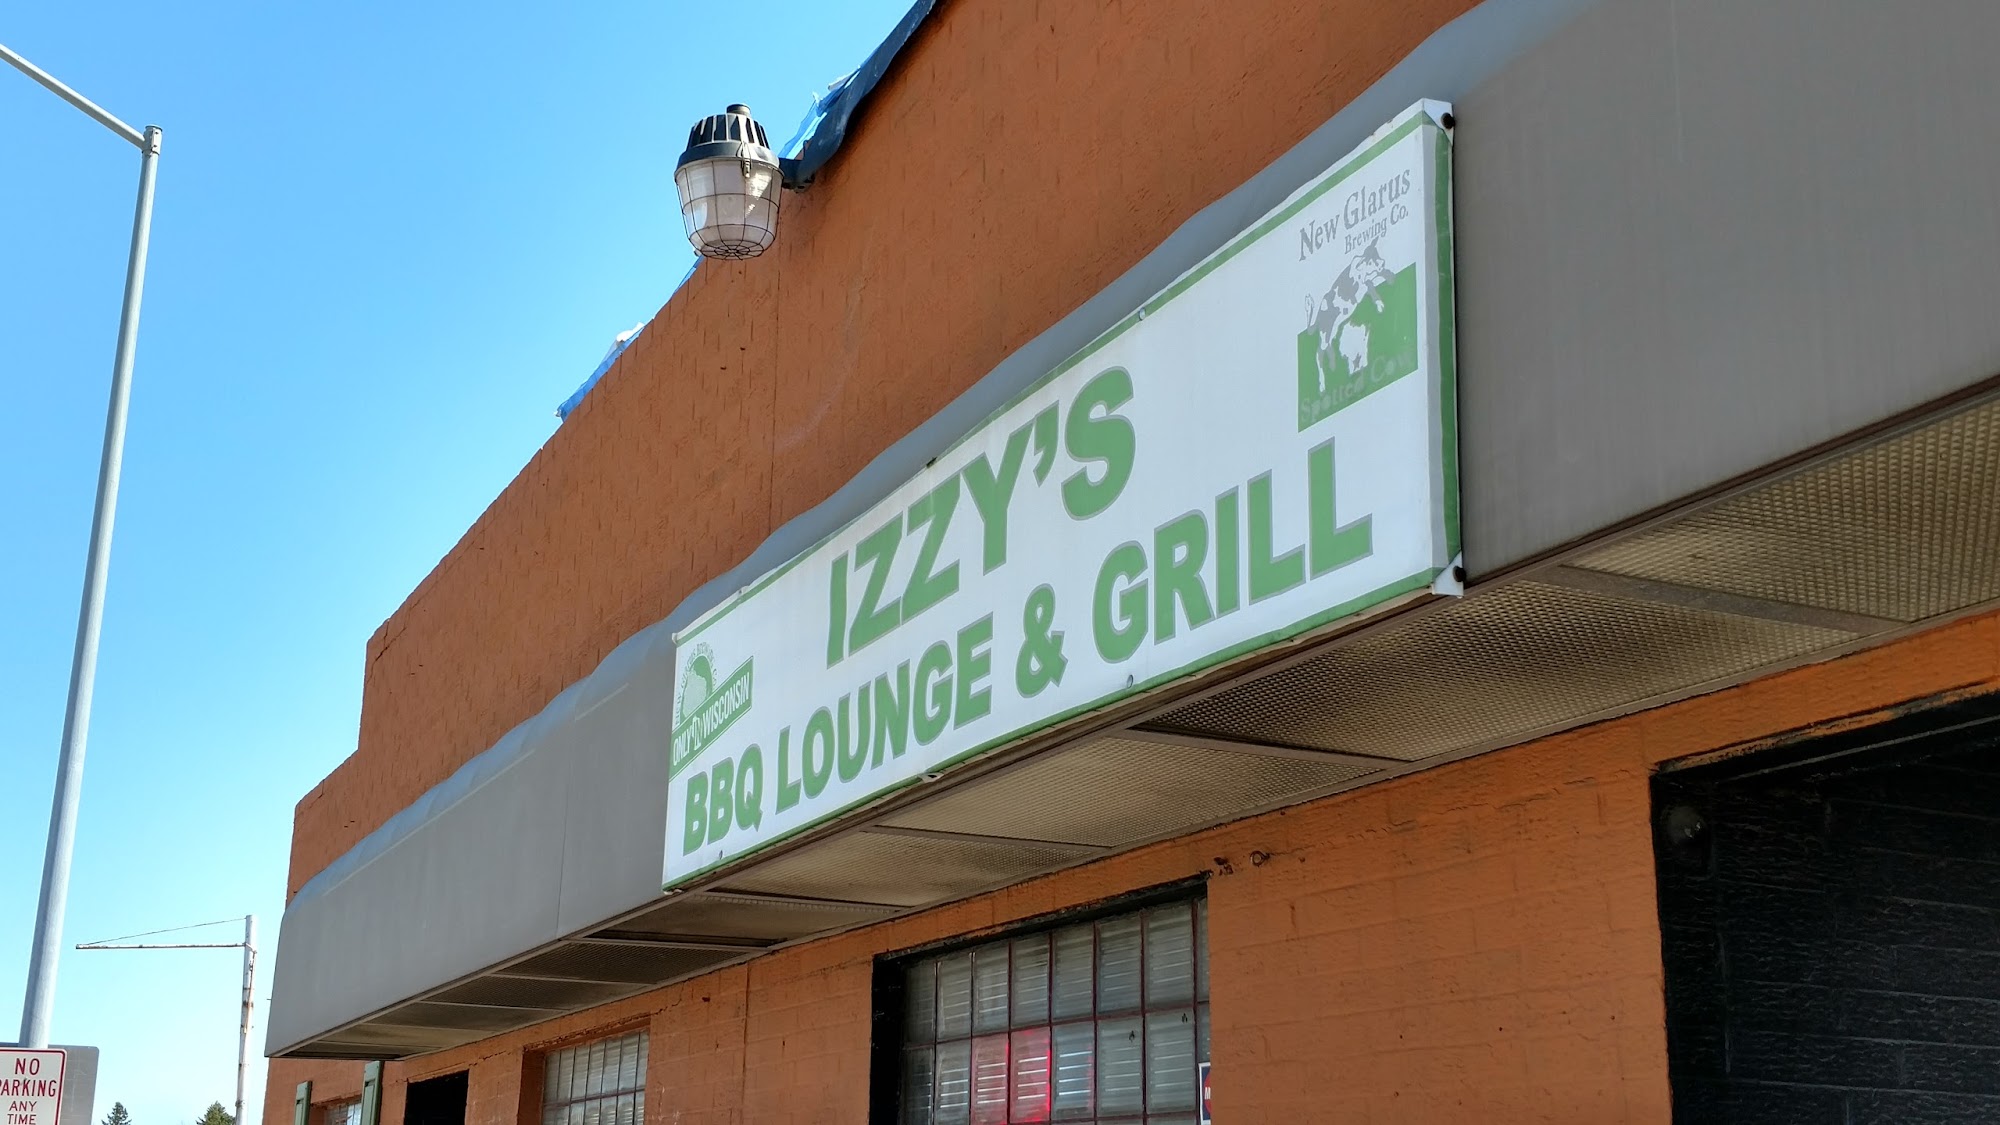 New Glarus
Brewing Co.
Spotted Cow
IZZY'S
BBQ LOUNGE & GRILL
ONLY IN WISCONSIN
NO
PARKING
ANY
TIME